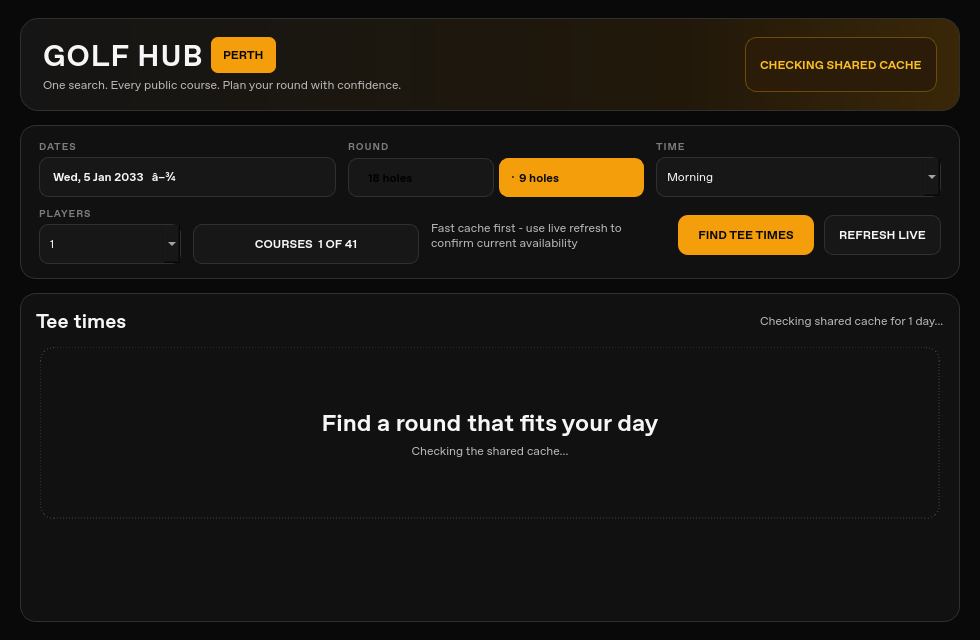 GOLF HUB PERTH
One search. Every public course. Plan your round with confidence.
CHECKING SHARED CACHE
DATES
Wed, 5 Jan 2033 â–¾
ROUND
18 holes
· 9 holes
TIME
Morning
PLAYERS
1
COURSES 1 OF 41
Fast cache first - use live refresh to
confirm current availability
FIND TEE TIMES
REFRESH LIVE
Tee times
Checking shared cache for 1 day...
Find a round that fits your day
Checking the shared cache...